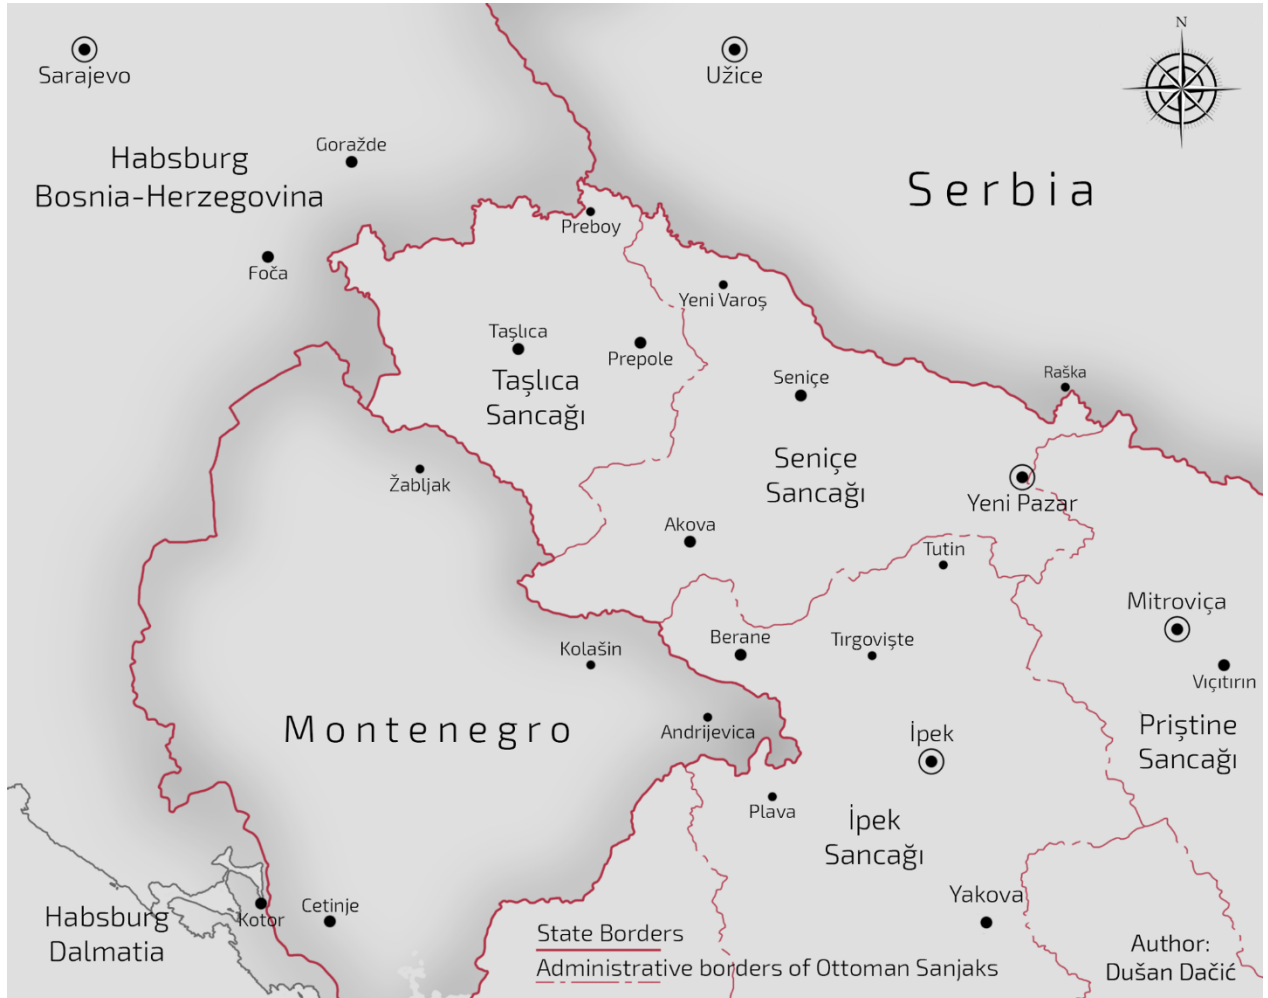 N
Sarajevo
Užice
Goražde
Habsburg
Bosnia-Herzegovina
Serbia
Preboy
Foča
Yeni Varoş
Taşlıca
Prepole
Taşlıca
Sancağı
Seniçe
Raška
Seniçe
Sancağı
Žabljak
Yeni Pazar
Akova
Tutin
Mitroviça
Berane
Tırgovişte
Kolašin
Vıçıtırın
Montenegro
Andrijevica
İpek
Priştine
Sancağı
Plava
İpek
Sancağı
Yakova
Habsburg
Dalmatia
Kotor
Cetinje
State Borders
Administrative borders of Ottoman Sanjaks
Author:
Dušan Dačić